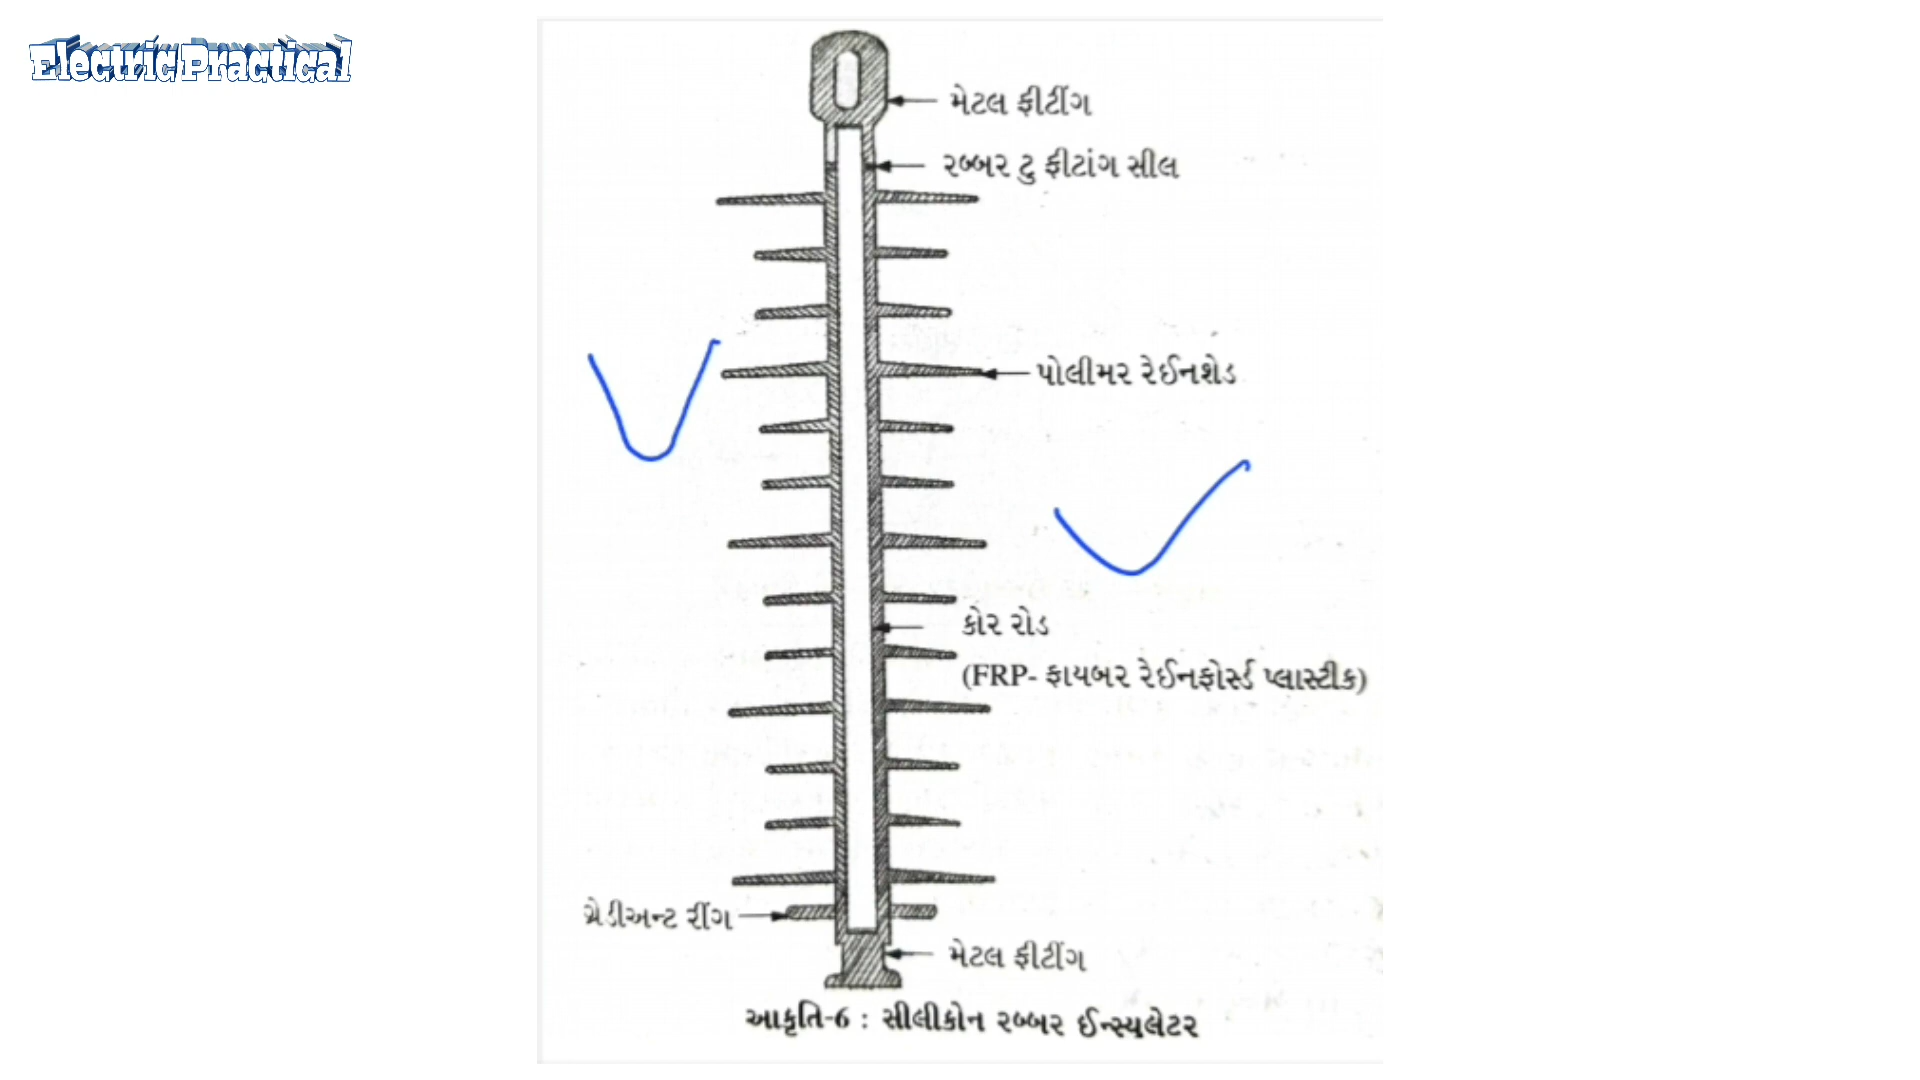 Electric Practical
મેટલ ફીટીંગ
રબ્બર ટુ ફીટાંગ સીલ
પોલીમર રેઈનશેડ
કોર રોડ
(FRP- ફાયબર રેઈનફોર્સ્ડ પ્લાસ્ટીક)
ગ્રેડીઅન્ટ રીંગ
મેટલ ફીટીંગ
આકૃતિ-6 : સીલીકોન રબ્બર ઈન્સ્યુલેટર